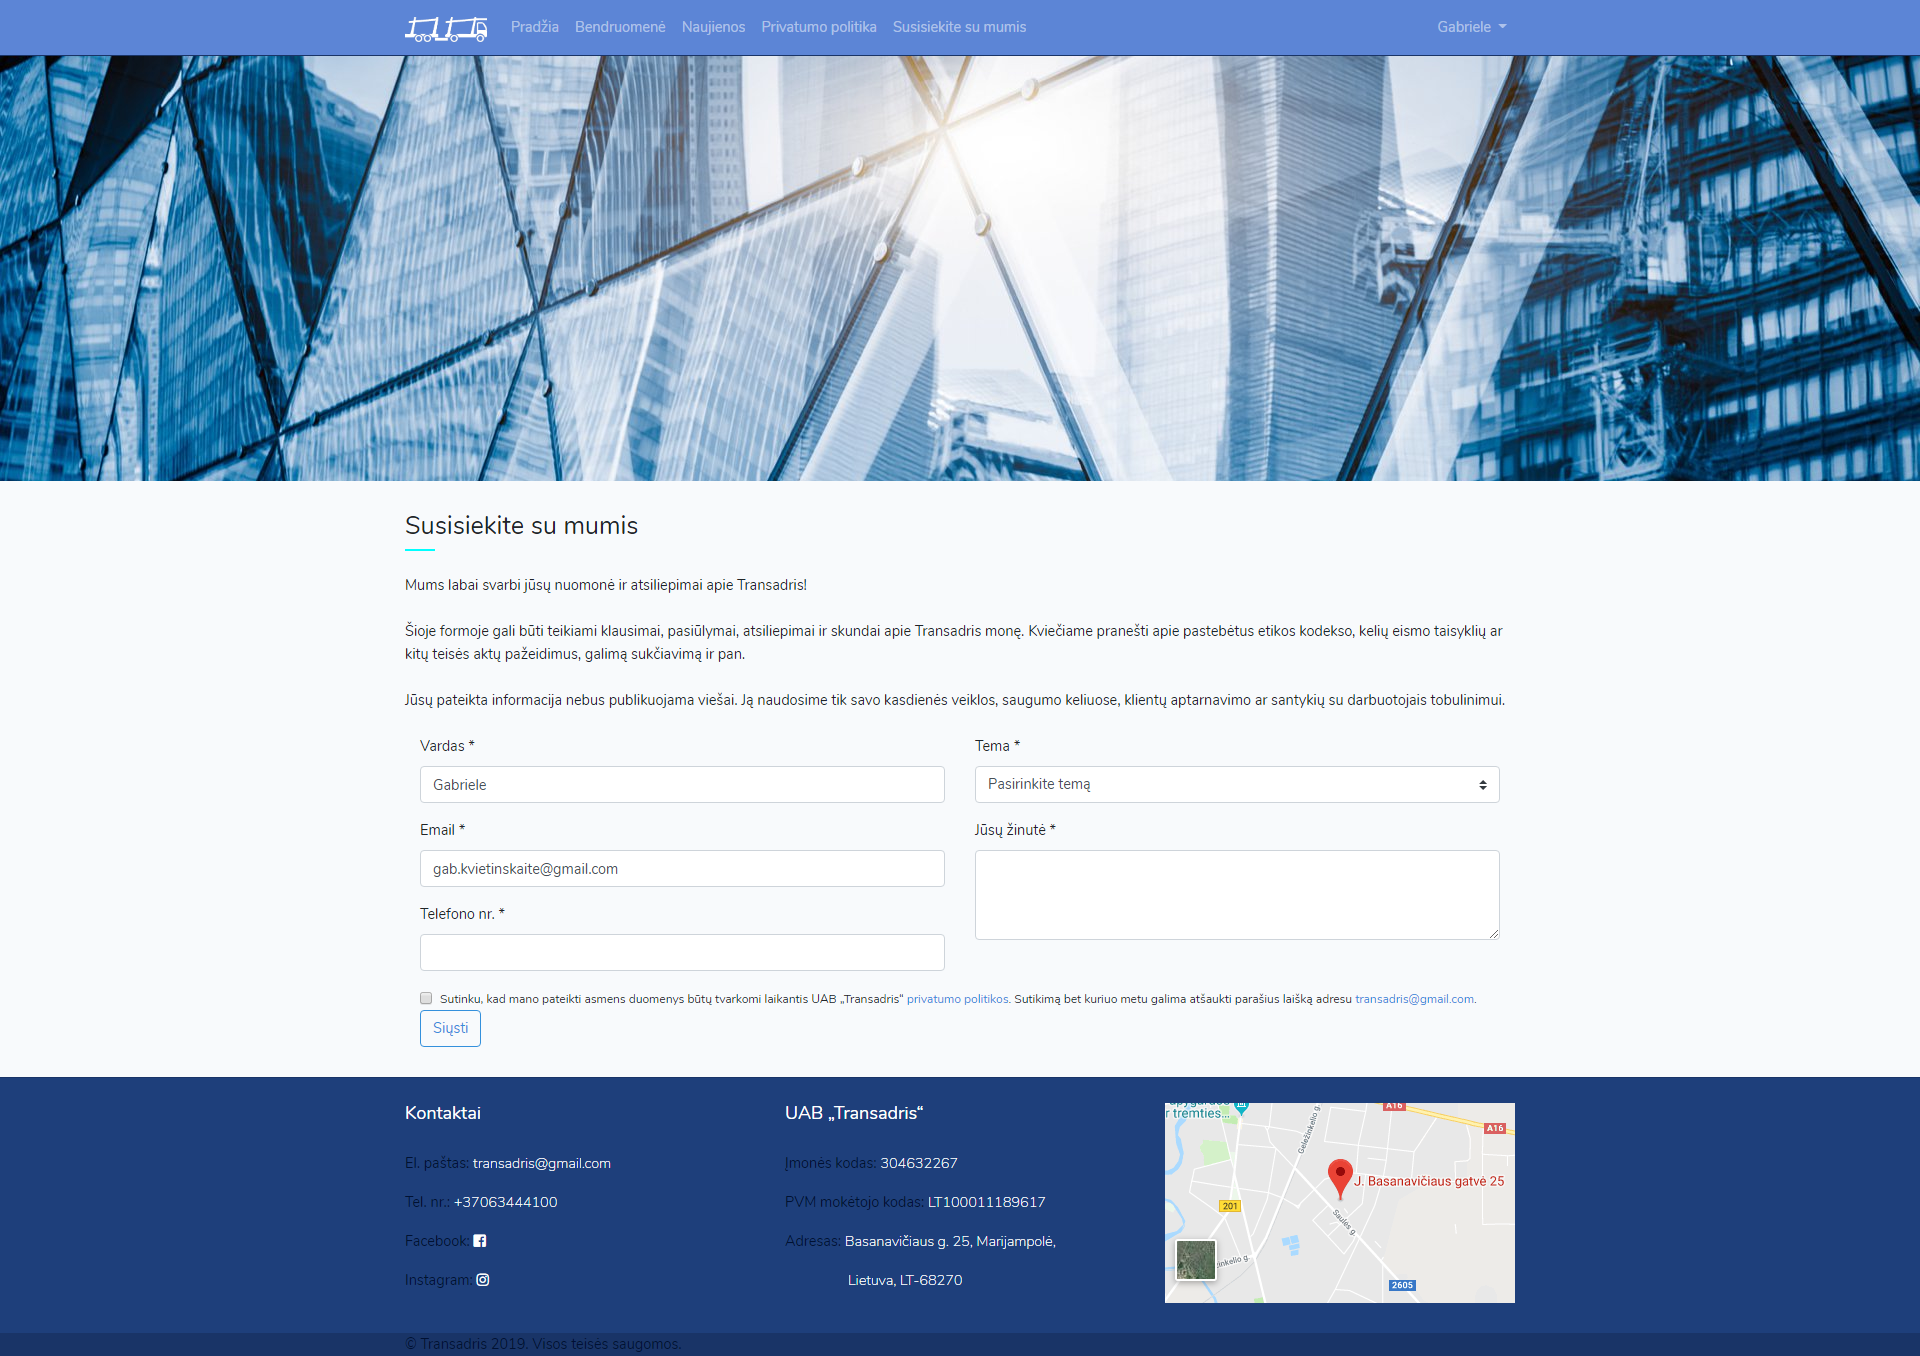 Pradžia Bendruomenė Naujienos Privatumo politika Susisiekite su mumis Gabriele
Susisiekite su mumis
Mums labai svarbi jūsų nuomonė ir atsiliepimai apie Transadris!
Šioje formoje gali būti teikiami klausimai, pasiūlymai, atsiliepimai ir skundai apie Transadris monę. Kviečiame pranešti apie pastebėtus etikos kodekso, kelių eismo taisyklių ar
kitų teisės aktų pažeidimus, galimą sukčiavimą ir pan.
Jūsų pateikta informacija nebus publikuojama viešai. Ją naudosime tik savo kasdienės veiklos, saugumo keliuose, klientų aptarnavimo ar santykių su darbuotojais tobulinimui.
Vardas *
Gabriele
Email *
gab.kvietinskaite@gmail.com
Telefono nr. *
Tema *
Pasirinkite temą
Jūsų žinutė *
Sutinku, kad mano pateikti asmens duomenys būtų tvarkomi laikantis UAB „Transadris“ privatumo politikos. Sutikimą bet kuriuo metu galima atšaukti parašius laišką adresu transadris@gmail.com.
Siųsti
Kontaktai
El. paštas: transadris@gmail.com
Tel. nr.: +37063444100
Facebook:
Instagram:
UAB „Transadris“
Įmonės kodas: 304632267
PVM mokėtojo kodas: LT100011189617
Adresas: Basanavičiaus g. 25, Marijampolė,
Lietuva, LT-68270
r tremties...
A16
A16
Geležinkelio g.
J. Basanavičiaus gatvė 25
201
Saulės g.
žinkelio g.
2605
© Transadris 2019. Visos teisės saugomos.